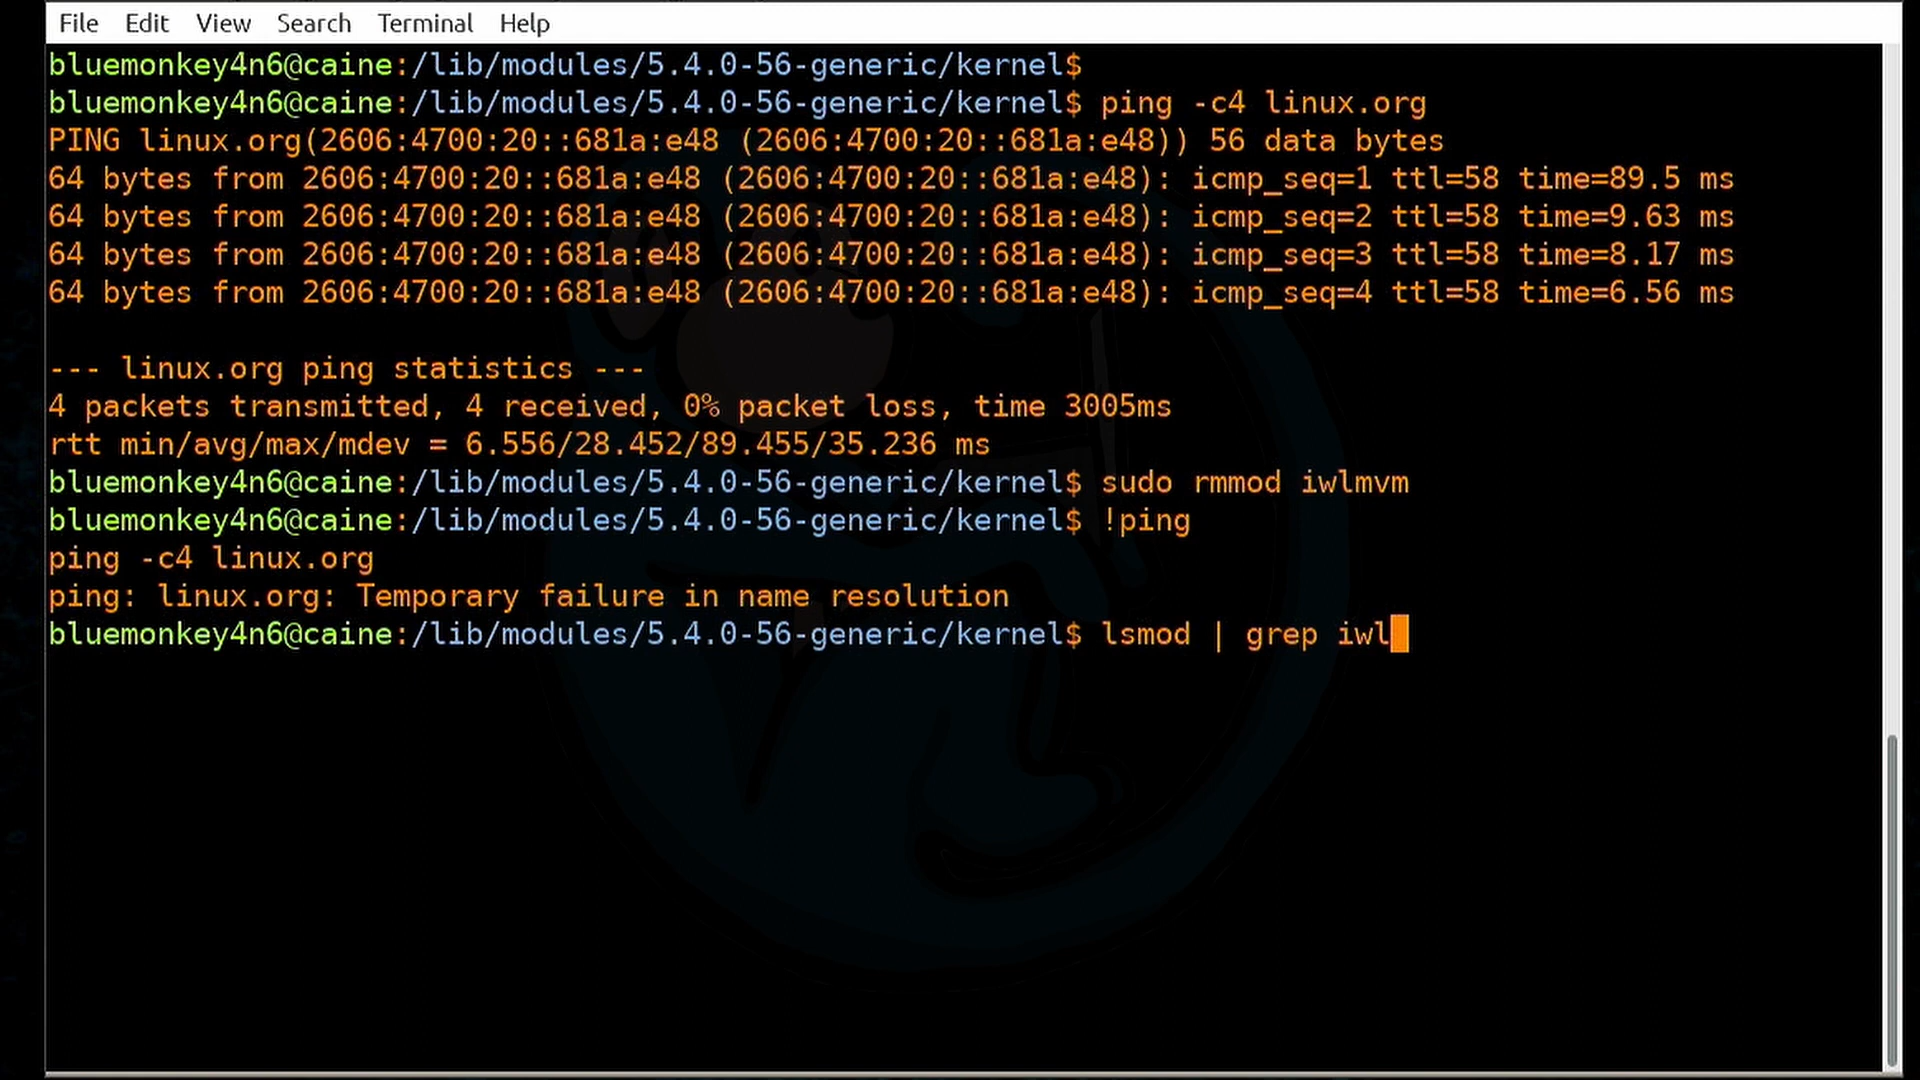 File Edit View Search Terminal Help
bluemonkey4n6@caine:/lib/modules/5.4.0-56-generic/kernel$
bluemonkey4n6@caine:/lib/modules/5.4.0-56-generic/kernel$ ping -c4 linux.org
PING linux.org(2606:4700:20::681a:e48 (2606:4700:20::681a:e48)) 56 data bytes
64 bytes from 2606:4700:20::681a:e48 (2606:4700:20::681a:e48): icmp_seq=1 ttl=58 time=89.5 ms
64 bytes from 2606:4700:20::681a:e48 (2606:4700:20::681a:e48): icmp_seq=2 ttl=58 time=9.63 ms
64 bytes from 2606:4700:20::681a:e48 (2606:4700:20::681a:e48): icmp_seq=3 ttl=58 time=8.17 ms
64 bytes from 2606:4700:20::681a:e48 (2606:4700:20::681a:e48): icmp_seq=4 ttl=58 time=6.56 ms
--- linux.org ping statistics ---
4 packets transmitted, 4 received, 0% packet loss, time 3005ms
rtt min/avg/max/mdev = 6.556/28.452/89.455/35.236 ms
bluemonkey4n6@caine:/lib/modules/5.4.0-56-generic/kernel$ sudo rmmod iwlmvm
bluemonkey4n6@caine:/lib/modules/5.4.0-56-generic/kernel$ !ping
ping -c4 linux.org
ping: linux.org: Temporary failure in name resolution
bluemonkey4n6@caine:/lib/modules/5.4.0-56-generic/kernel$ lsmod | grep iwl